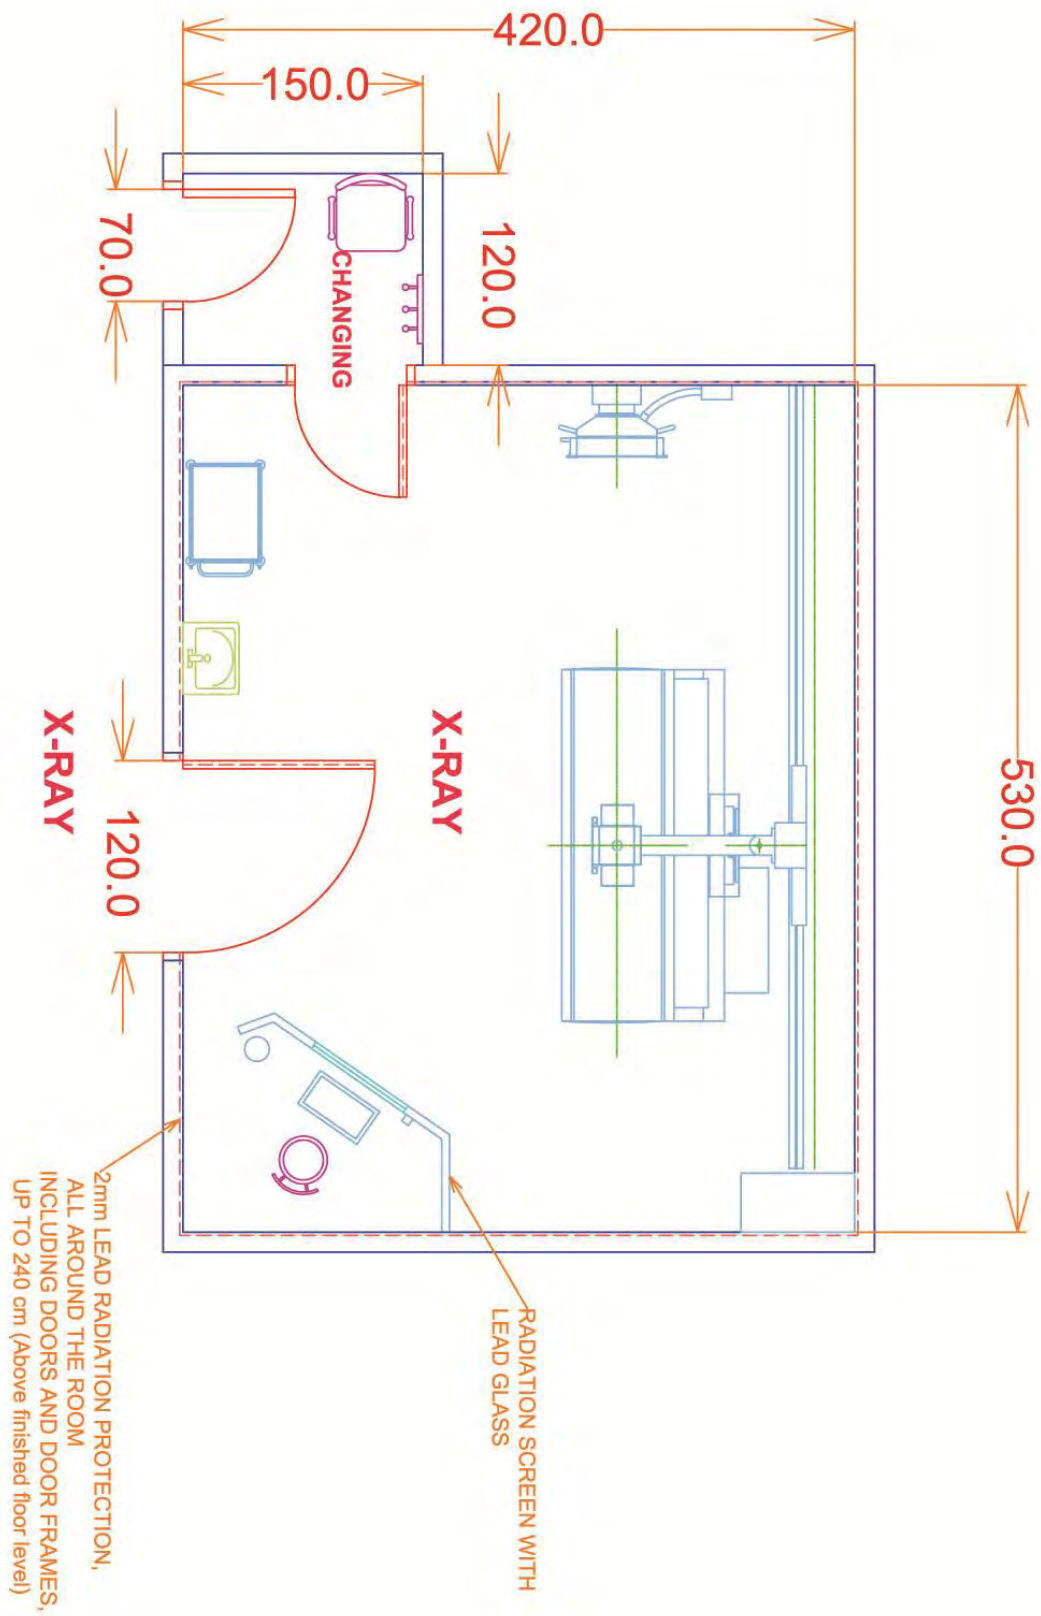 420.0
150.0
70.0
120.0
CHANGING
530.0
X-RAY
X-RAY
120.0
RADIATION SCREEN WITH
LEAD GLASS
2mm LEAD RADIATION PROTECTION,
ALL AROUND THE ROOM
INCLUDING DOORS AND DOOR FRAMES,
UP TO 240 cm (Above finished floor level)